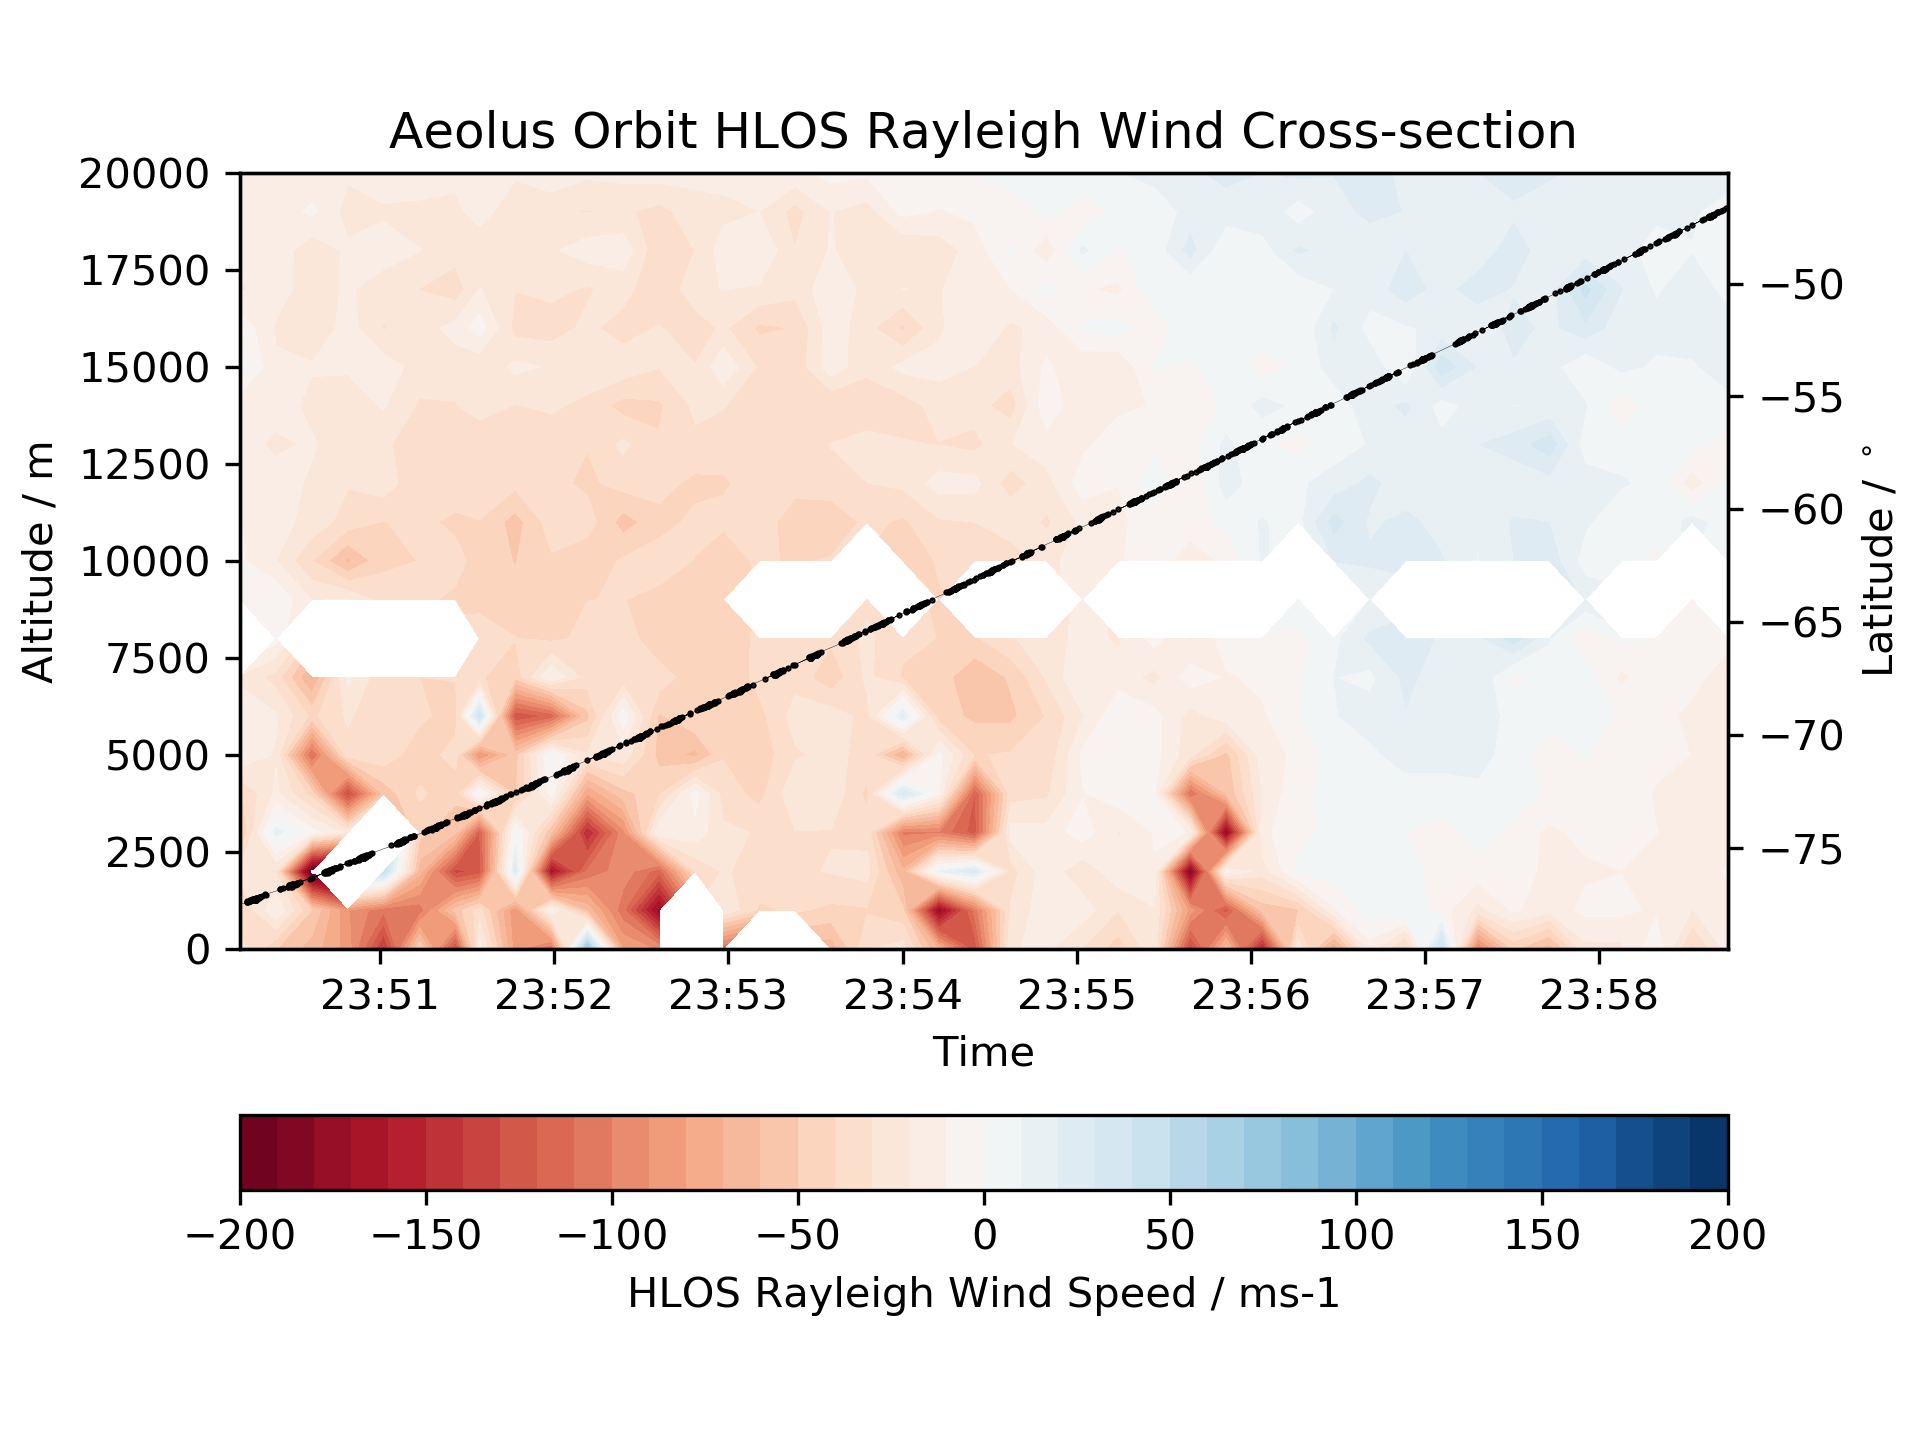 Aeolus Orbit HLOS Rayleigh Wind Cross-section
Altitude / m
20000
17500
15000
12500
10000
7500
5000
2500
0
−50
−55
−60
−65
−70
−75
Latitude / °
23:51 23:52 23:53 23:54 23:55 23:56 23:57 23:58
Time
−200 −150 −100 −50 0 50 100 150 200
HLOS Rayleigh Wind Speed / ms-1